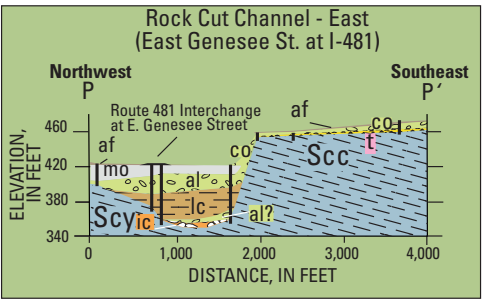 Rock Cut Channel - East
(East Genesee St. at I-481)
Northwest
Southeast
P
P′
Route 481 Interchange
at E. Genesee Street
af
co
460
af
co
t
Scc
420
mo
al
ELEVATION,
IN FEET
380
lc
Scy
ic
al?
340
0
1,000
2,000
3,000
4,000
DISTANCE, IN FEET